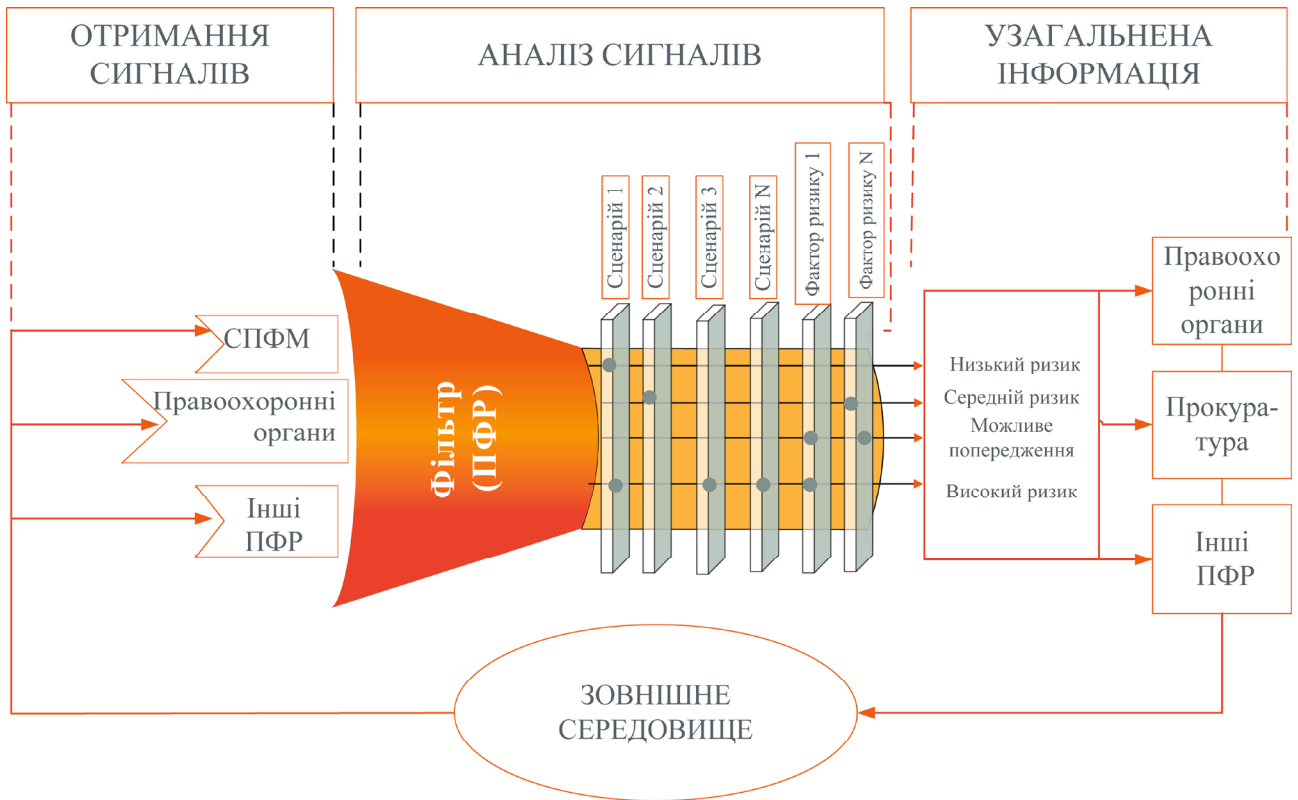 ОТРИМАННЯ
СИГНАЛІВ
АНАЛІЗ СИГНАЛІВ
УЗАГАЛЬНЕНА
ІНФОРМАЦІЯ
СПФМ
Правоохоронні
органи
Інші
ПФР
Фільтр
(ПФР)
Сценарій 1
Сценарій 2
Сценарій 3
Сценарій N
Фактор ризику 1
Фактор ризику N
Низький ризик
Середній ризик
Можливе
попередження
Високий ризик
Правоохо
ронні
органи
Прокура-
тура
Інші
ПФР
ЗОВНІШНЕ
СЕРЕДОВИЩЕ